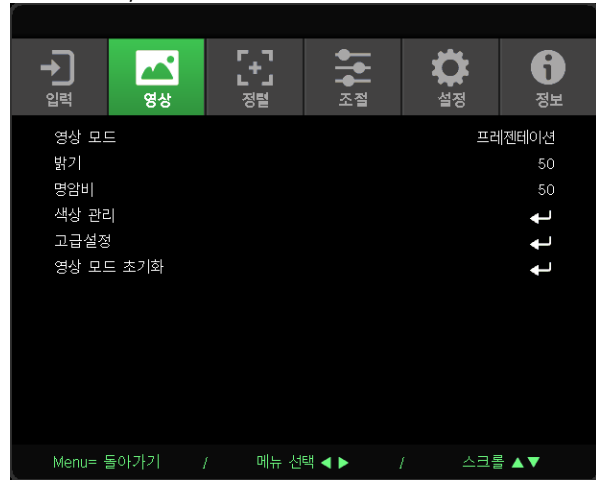 입력 영상 정렬 조절 설정 정보
영상 모드 프레젠테이션
밝기 50
명암비 50
색상 관리
고급설정
영상 모드 초기화
Menu= 돌아가기 / 메뉴 선택 ◀ ▶ / 스크롤 ▲▼